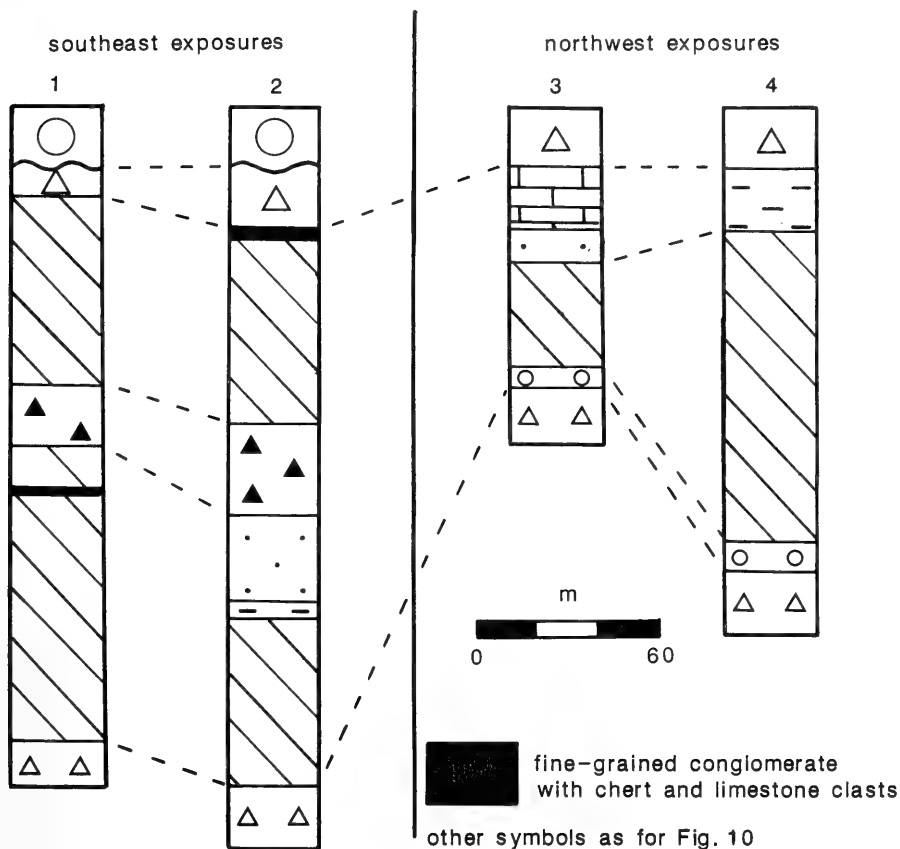 southeast exposures
northwest exposures
1
2
3
4
m
0
60
fine-grained conglomerate
with chert and limestone clasts
other symbols as for Fig. 10